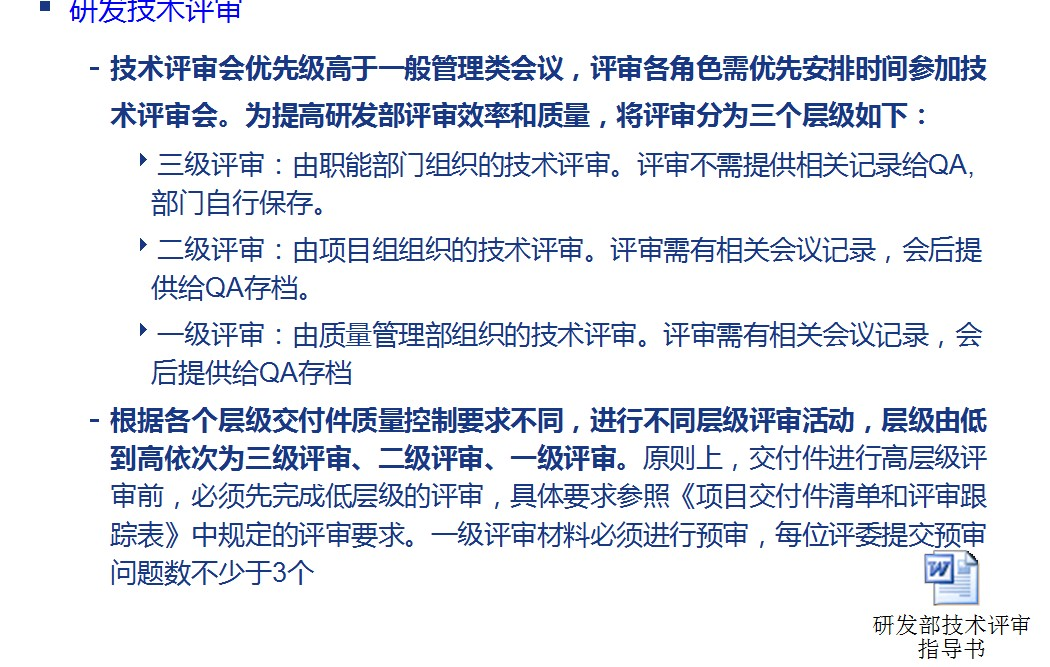 研发技术评审
- 技术评审会优先级高于一般管理类会议，评审各角色需优先安排时间参加技
术评审会。为提高研发部评审效率和质量，将评审分为三个层级如下：
三级评审：由职能部门组织的技术评审。评审不需提供相关记录给QA,
部门自行保存。
二级评审：由项目组组织的技术评审。评审需有相关会议记录，会后提
供给QA存档。
一级评审：由质量管理部组织的技术评审。评审需有相关会议记录，会
后提供给QA存档
- 根据各个层级交付件质量控制要求不同，进行不同层级评审活动，层级由低
到高依次为三级评审、二级评审、一级评审。原则上，交付件进行高层级评
审前，必须先完成低层级的评审，具体要求参照《项目交付件清单和评审跟
踪表》中规定的评审要求。一级评审材料必须进行预审，每位评委提交预审
问题数不少于3个
研发部技术评审
指导书